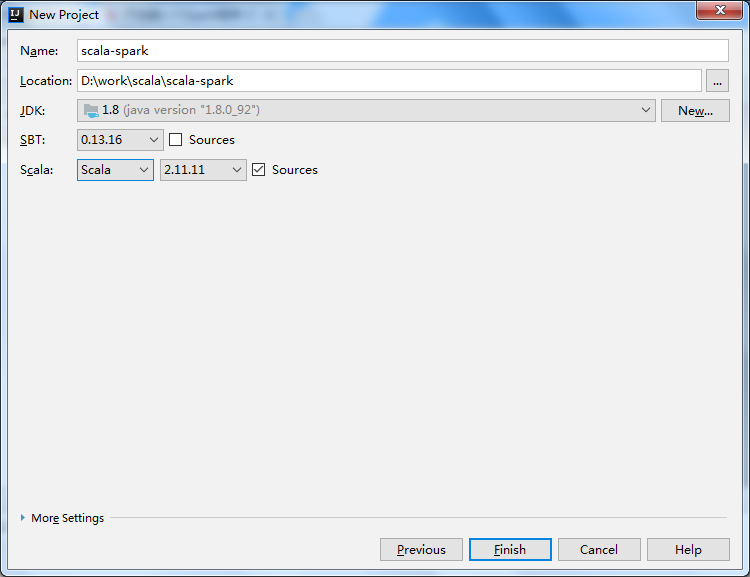 IJ New Project
Name: scala-spark
Location: D:\work\scala\scala-spark ...
JDK: 1.8 (java version "1.8.0_92") New...
SBT: 0.13.16 Sources
Scala: Scala 2.11.11 Sources
More Settings
Previous Finish Cancel Help